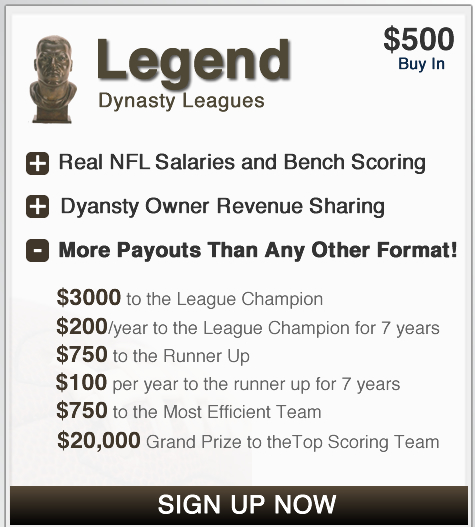 $500
Buy In
Legend
Dynasty Leagues
+ Real NFL Salaries and Bench Scoring
+ Dyansty Owner Revenue Sharing
- More Payouts Than Any Other Format!
$3000 to the League Champion
$200/year to the League Champion for 7 years
$750 to the Runner Up
$100 per year to the runner up for 7 years
$750 to the Most Efficient Team
$20,000 Grand Prize to theTop Scoring Team
SIGN UP NOW